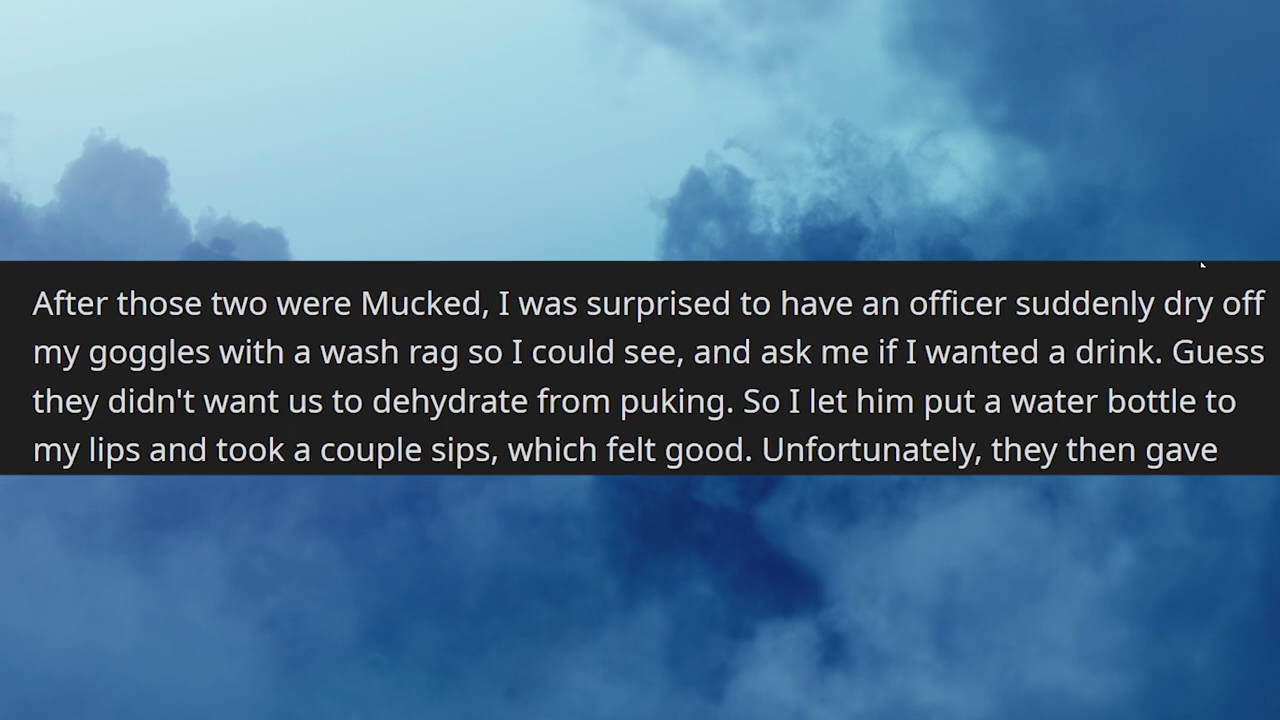 After those two were Mucked, I was surprised to have an officer suddenly dry off
my goggles with a wash rag so I could see, and ask me if I wanted a drink. Guess
they didn't want us to dehydrate from puking. So I let him put a water bottle to
my lips and took a couple sips, which felt good. Unfortunately, they then gave